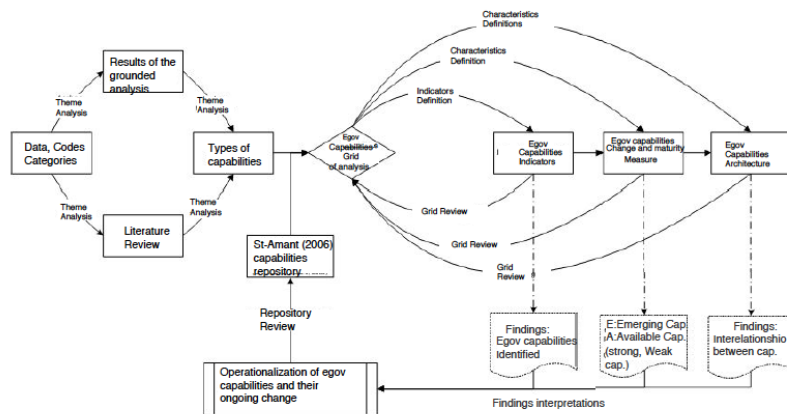 Characteristics
Definitions
Results of the
grounded
analysis
Characteristics
Definition
Theme
Analysis
Theme
Analysis
Indicators
Definition
Data, Codes
Categories
Types of
capabilities
Egov
Capabilities
Grid
of analysis
Egov
Capabilities
Indicators
Egov capabilities
Change and maturity
Measure
Egov
Capabilities
Architecture
Theme
Analysis
Theme
Analysis
Literature
Review
Grid Review
Grid Review
Grid
Review
St-Amant (2006)
capabilities
repository
Repository
Review
Findings:
Egov capabilities
Identified
E:Emerging Cap.
A:Available Cap.
(strong, Weak
cap.)
Findings:
Interelationship
between cap.
Operationalization of egov
capabilities and their
ongoing change
Findings interpretations